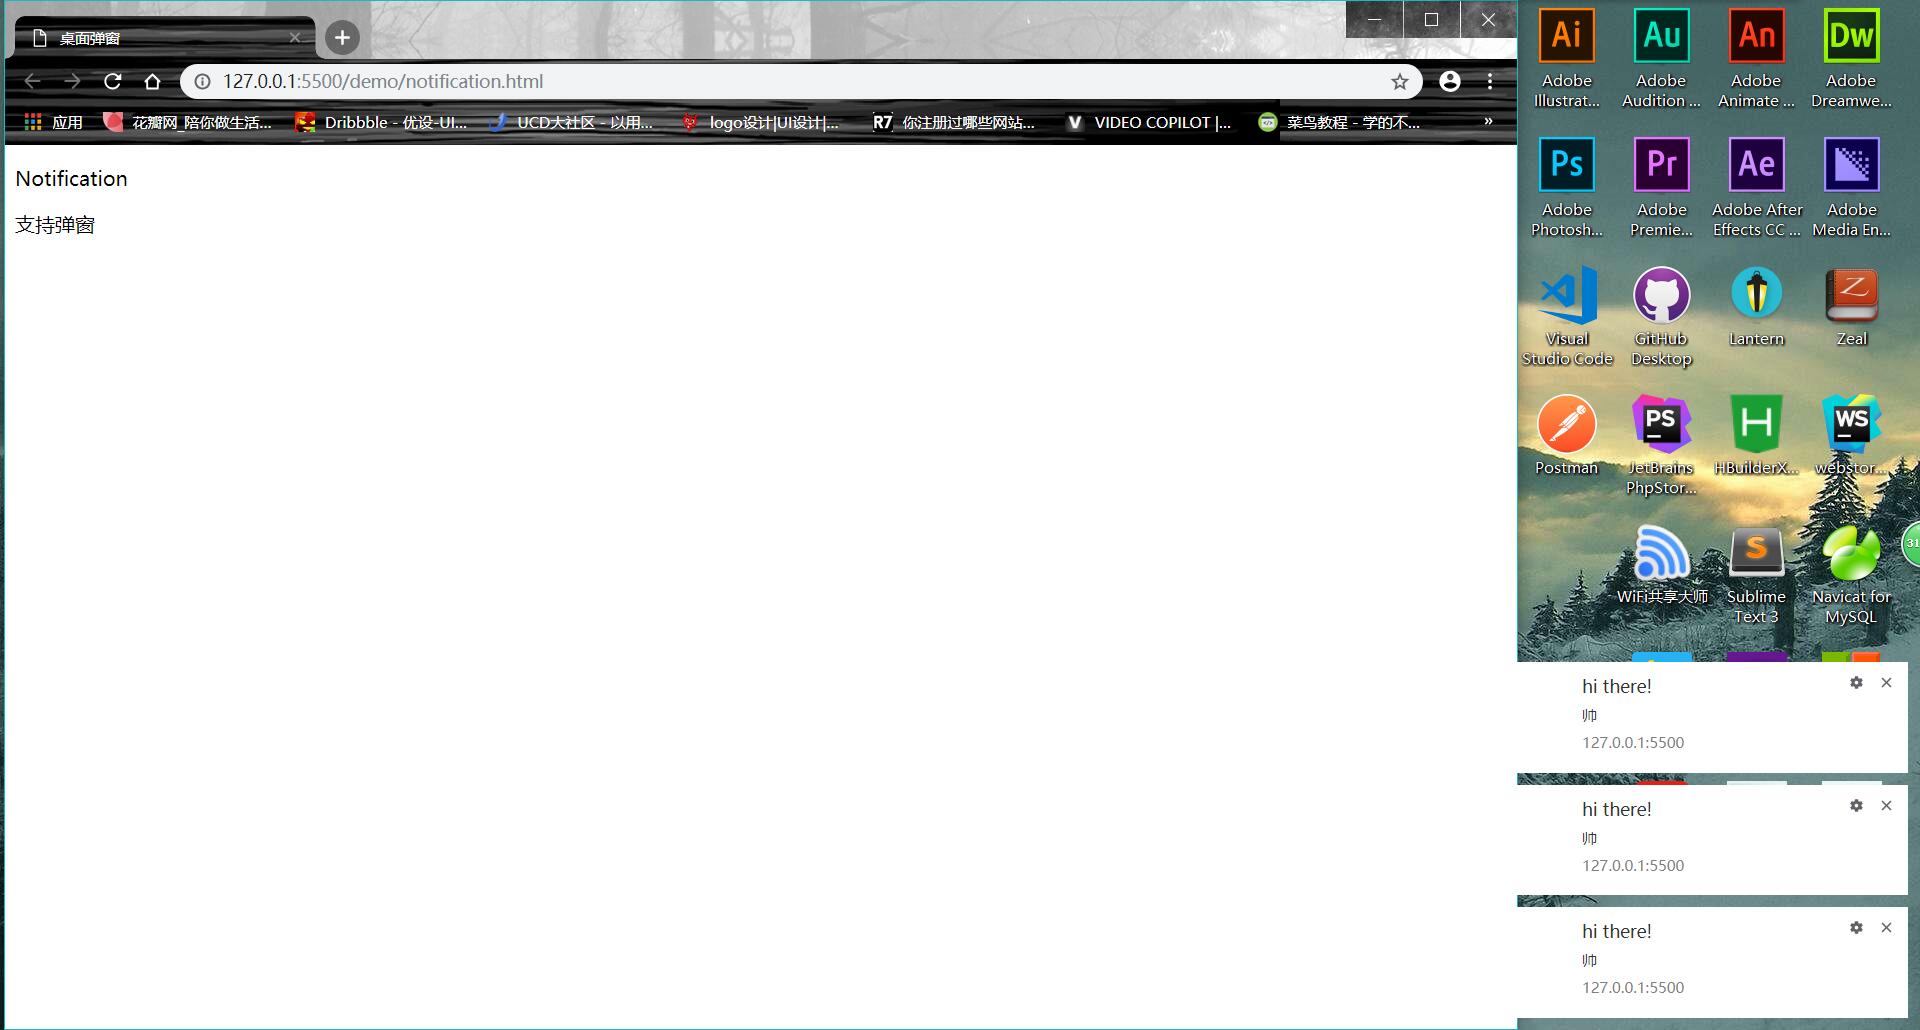 桌面弹窗
127.0.0.1:5500/demo/notification.html
应用
花瓣网_陪你做生活...
Dribbble - 优设-UI...
UCD大社区 - 以用...
logo设计|UI设计|...
R7
你注册过哪些网站...
V
VIDEO COPILOT |...
菜鸟教程 - 学的不...
»
Notification
支持弹窗
Ai
Au
An
Dw
Adobe
Illustrat...
Adobe
Audition ...
Adobe
Animate ...
Adobe
Dreamwe...
Ps
Pr
Ae
Adobe
Photosh...
Adobe
Premie...
Adobe After
Effects CC ...
Adobe
Media En...
Z
Visual
Studio Code
GitHub
Desktop
Lantern
Zeal
PS
H
WS
Postman
JetBrains
PhpStor...
HBuilderX...
webstor...
S
31
WiFi共享大师
Sublime
Text 3
Navicat for
MySQL
hi there!
帅
127.0.0.1:5500
hi there!
帅
127.0.0.1:5500
hi there!
帅
127.0.0.1:5500